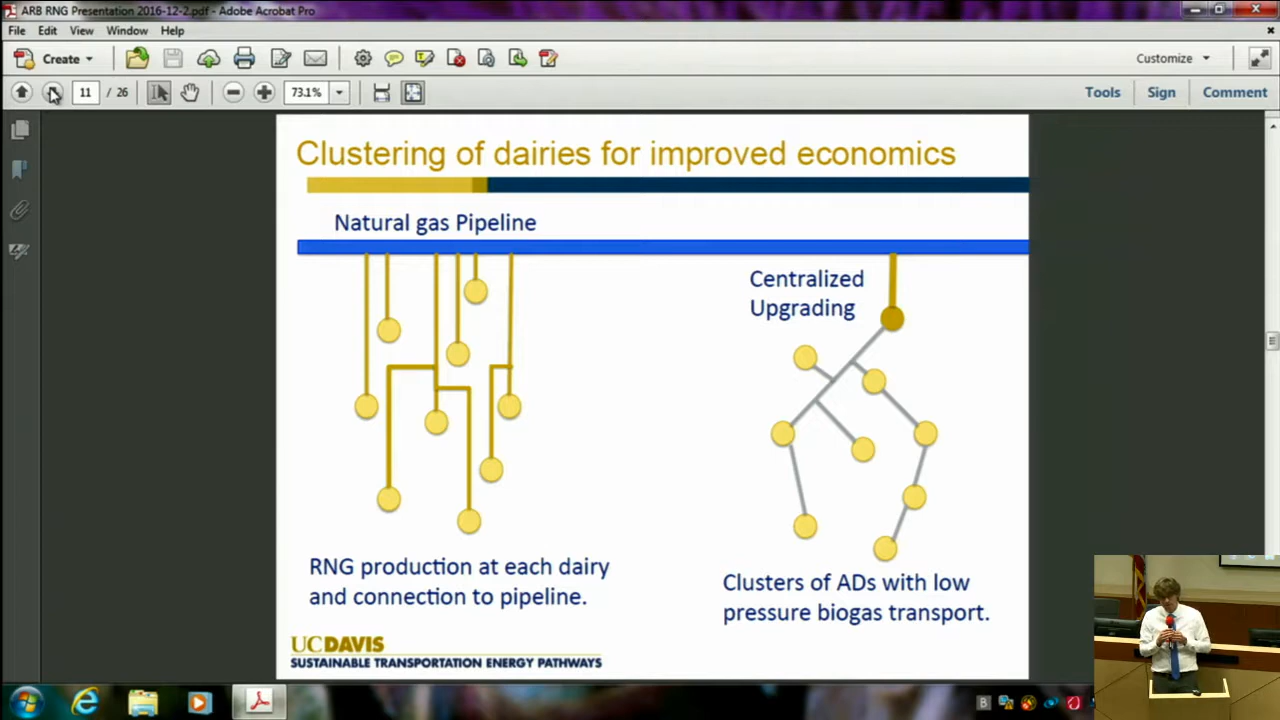 ARB RNG Presentation 2016-12-2.pdf - Adobe Acrobat Pro
File Edit View Window Help
Create
Customize
11 / 26
73.1%
Tools Sign Comment
Clustering of dairies for improved economics
Natural gas Pipeline
Centralized
Upgrading
RNG production at each dairy
and connection to pipeline.
Clusters of ADs with low
pressure biogas transport.
UCDAVIS
SUSTAINABLE TRANSPORTATION ENERGY PATHWAYS